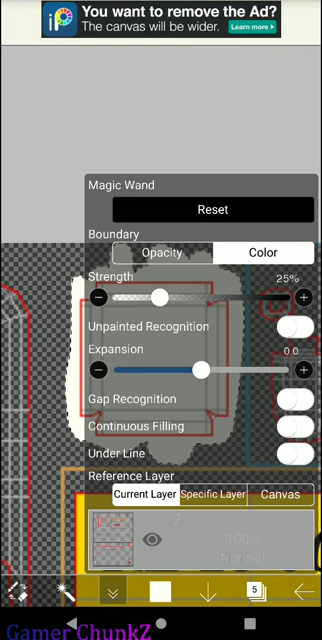 iP
You want to remove the Ad?
The canvas will be wider.
Learn more ▸
Magic Wand
Reset
Boundary
Opacity
Color
Strength
25%
Unpainted Recognition
Expansion
0.0
Gap Recognition
Continuous Filling
Under Line
Reference Layer
Current Layer
Specific Layer
Canvas
7
100%
Normal
5
Gamer ChunkZ